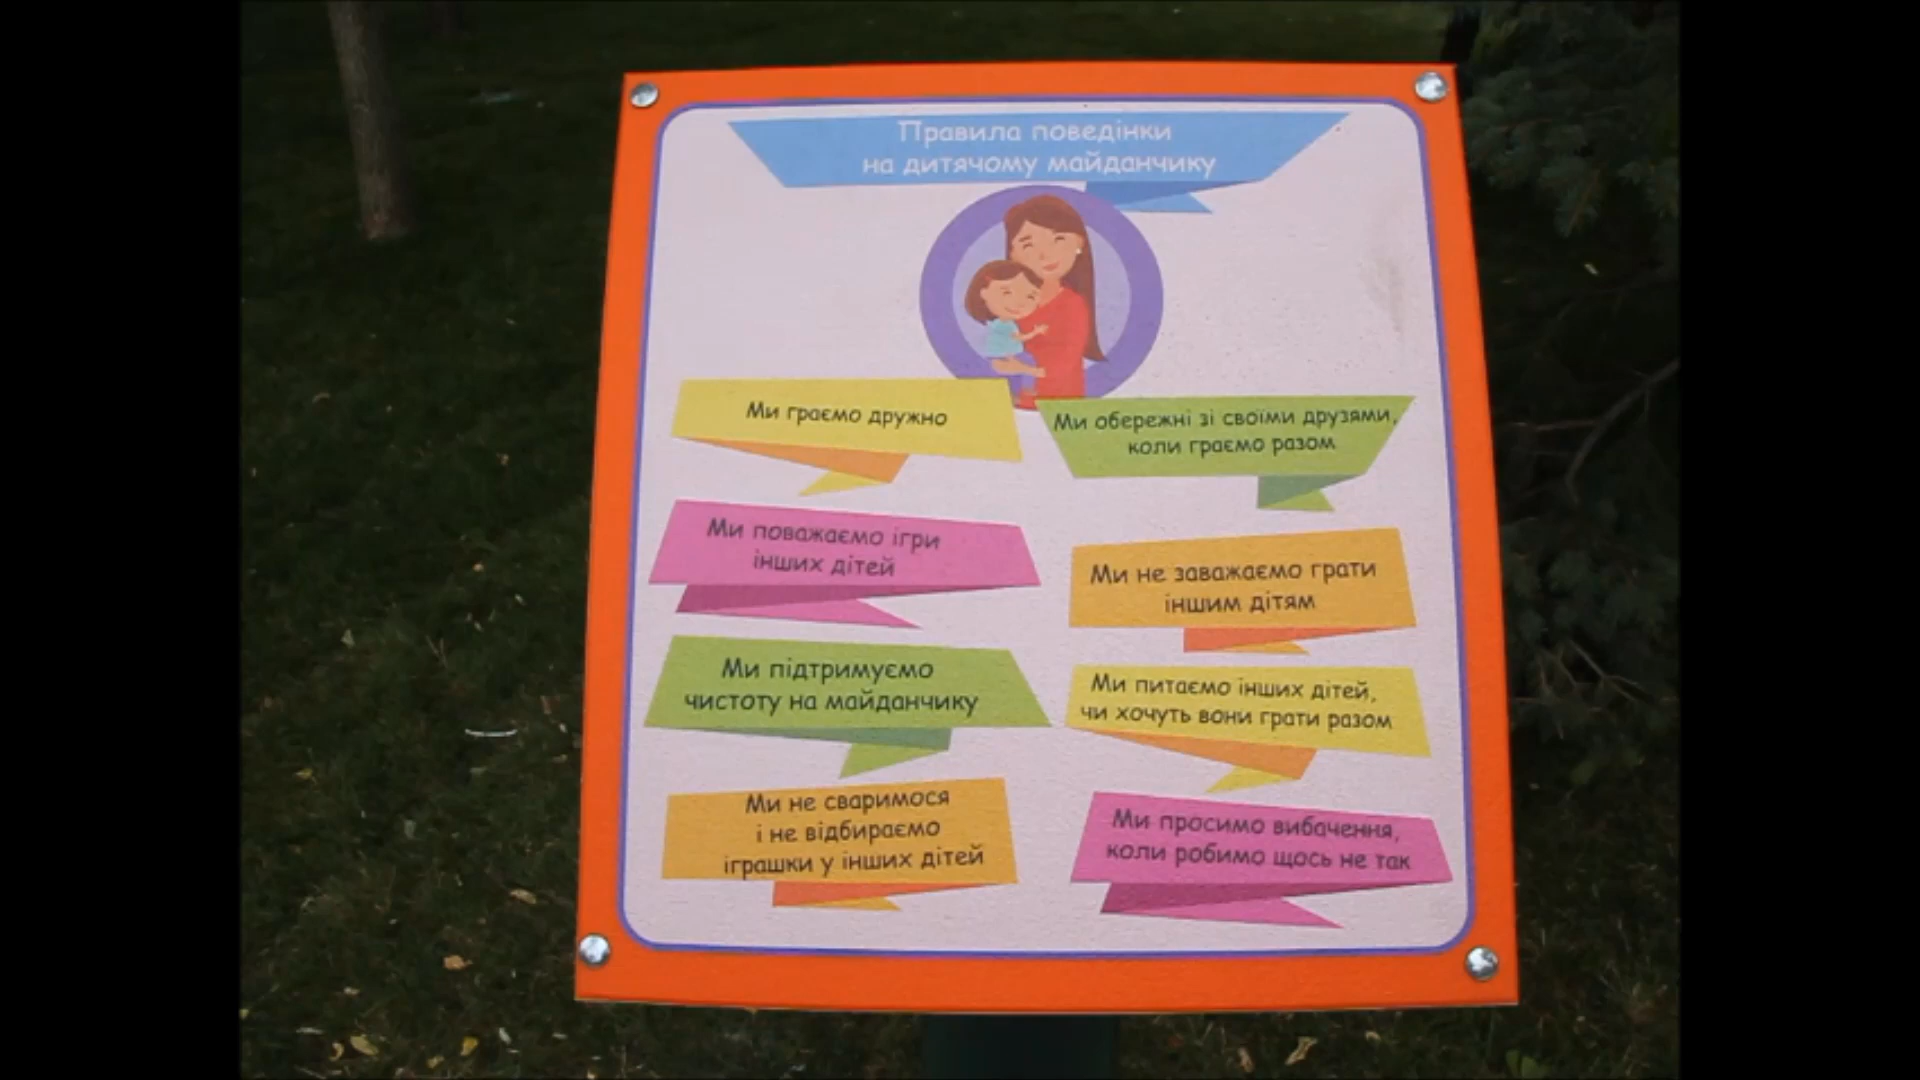 Правила поведінки
на дитячому майданчику
Ми граємо дружно
Ми обережні зі своїми друзями,
коли граємо разом
Ми поважаємо ігри
інших дітей
Ми не заважаємо грати
іншим дітям
Ми підтримуємо
чистоту на майданчику
Ми питаємо інших дітей,
чи хочуть вони грати разом
Ми не сваримося
і не відбираємо
іграшки у інших дітей
Ми просимо вибачення,
коли робимо щось не так